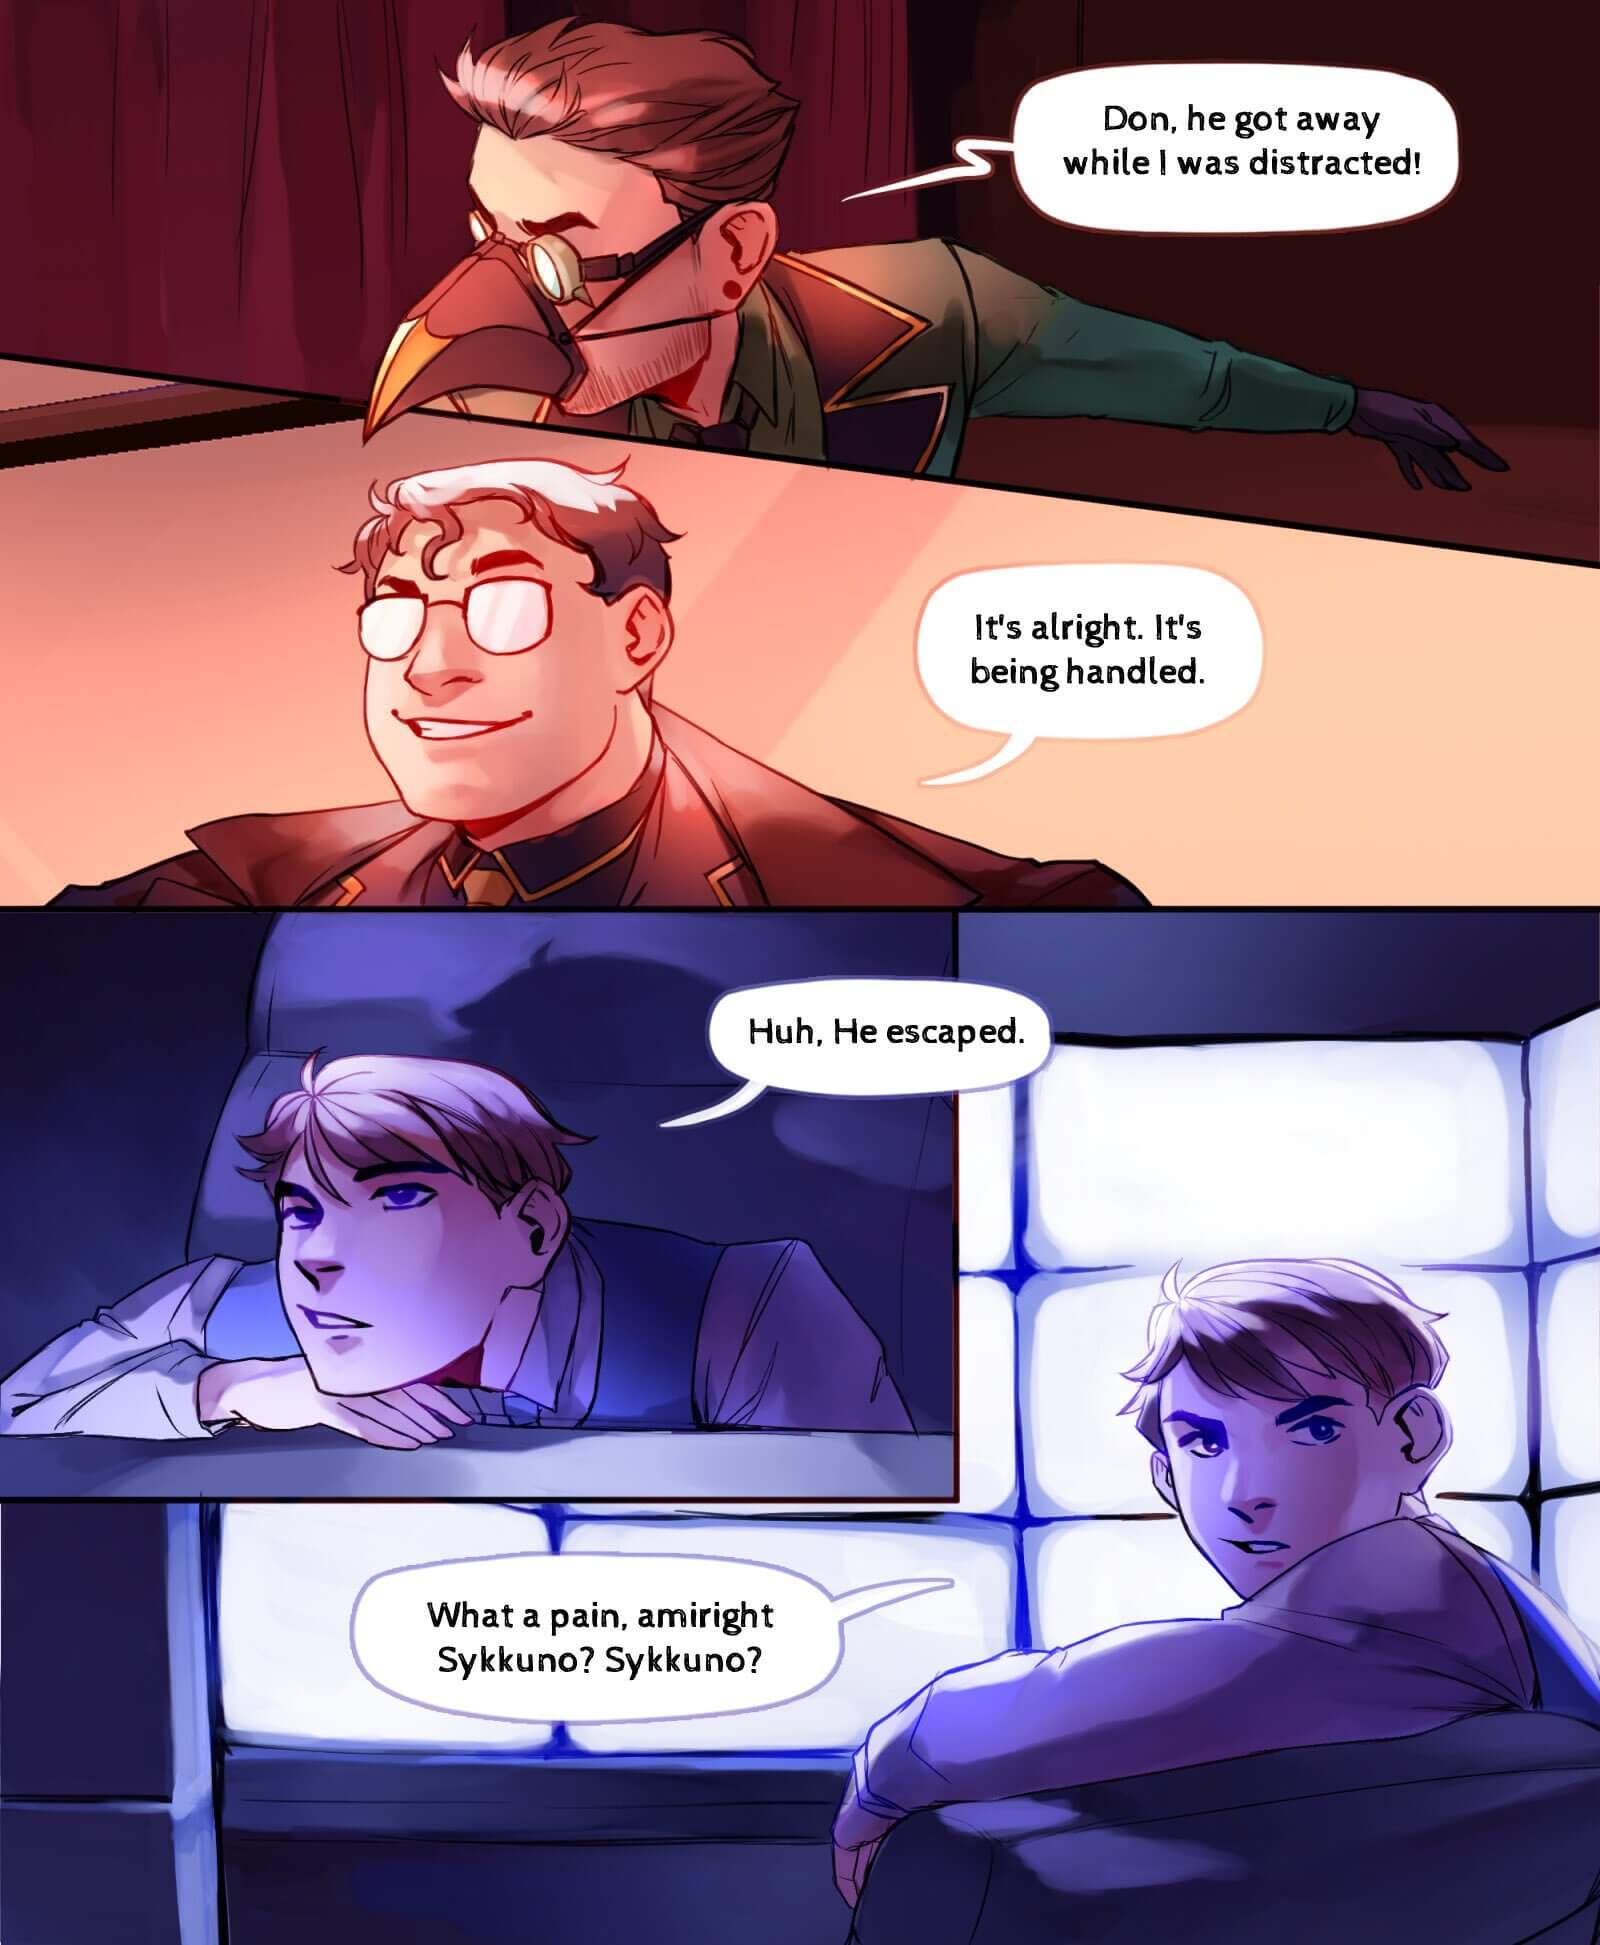 Don, he got away
while I was distracted!
It's alright. It's
being handled.
Huh, He escaped.
What a pain, amiright
Sykkuno? Sykkuno?